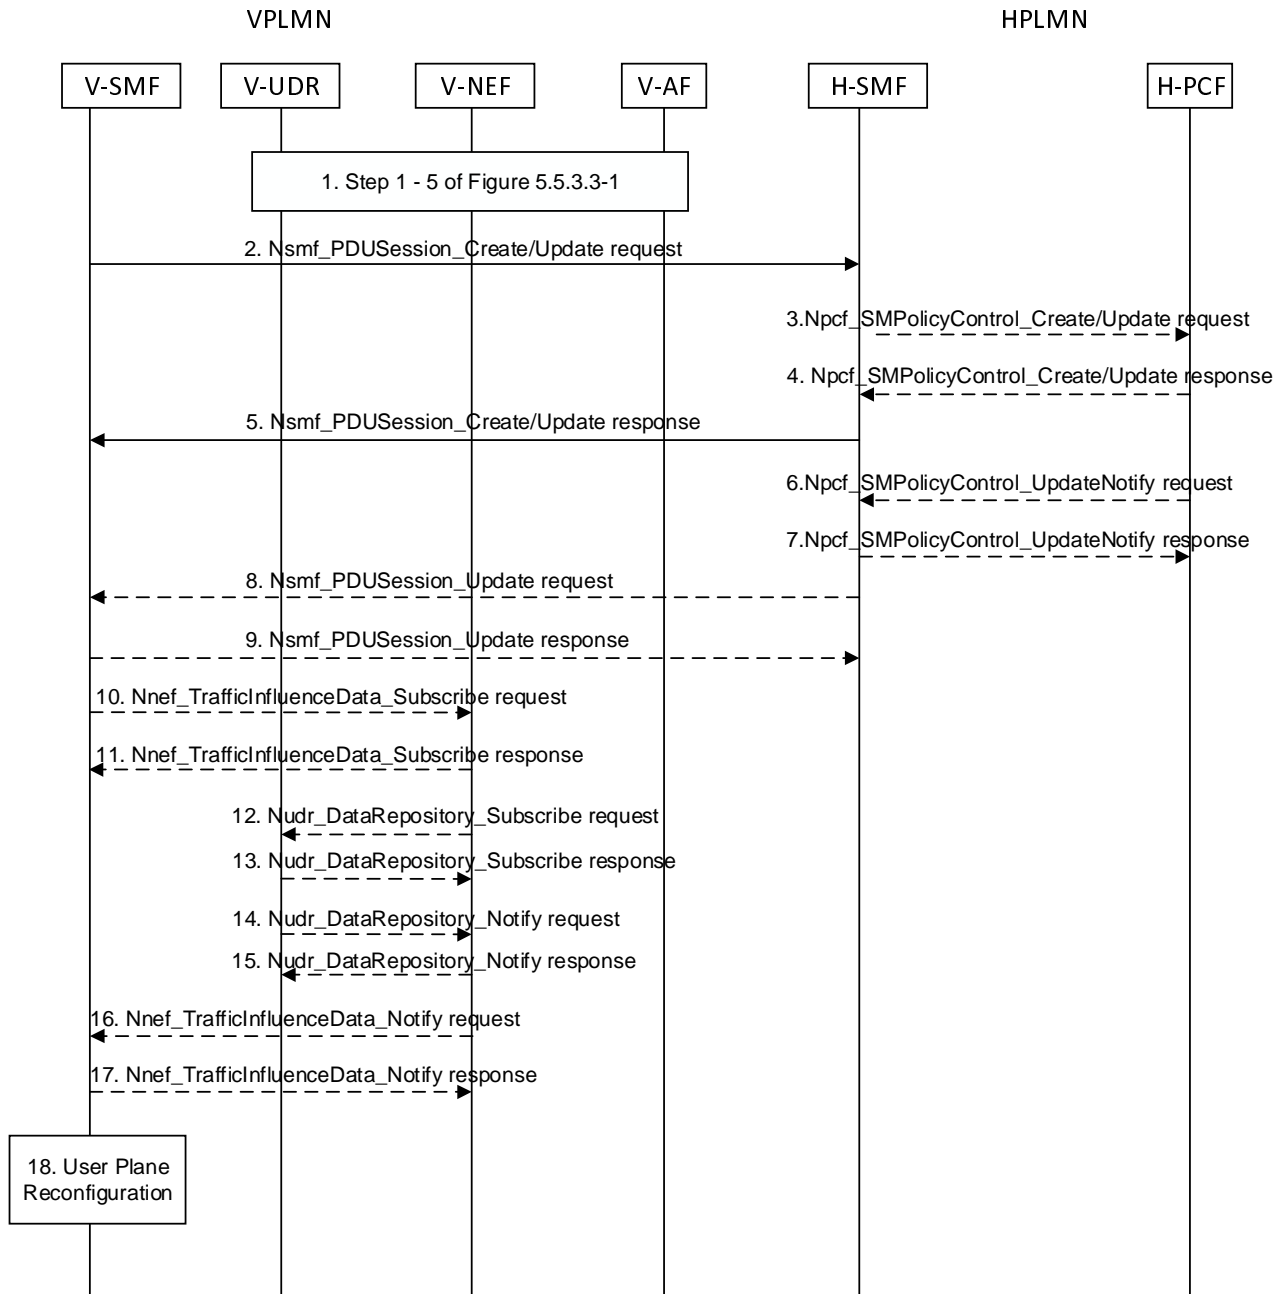 VPLMN
HPLMN
V-SMF
V-UDR
V-NEF
V-AF
H-SMF
H-PCF
1. Step 1 - 5 of Figure 5.5.3.3-1
2. Nsmf_PDUSession_Create/Update request
3.Npcf_SMPolicyControl_Create/Update request
4. Npcf_SMPolicyControl_Create/Update response
5. Nsmf_PDUSession_Create/Update response
6.Npcf_SMPolicyControl_UpdateNotify request
7.Npcf_SMPolicyControl_UpdateNotify response
8. Nsmf_PDUSession_Update request
9. Nsmf_PDUSession_Update response
10. Nnef_TrafficInfluenceData_Subscribe request
11. Nnef_TrafficInfluenceData_Subscribe response
12. Nudr_DataRepository_Subscribe request
13. Nudr_DataRepository_Subscribe response
14. Nudr_DataRepository_Notify request
15. Nudr_DataRepository_Notify response
16. Nnef_TrafficInfluenceData_Notify request
17. Nnef_TrafficInfluenceData_Notify response
18. User Plane
Reconfiguration